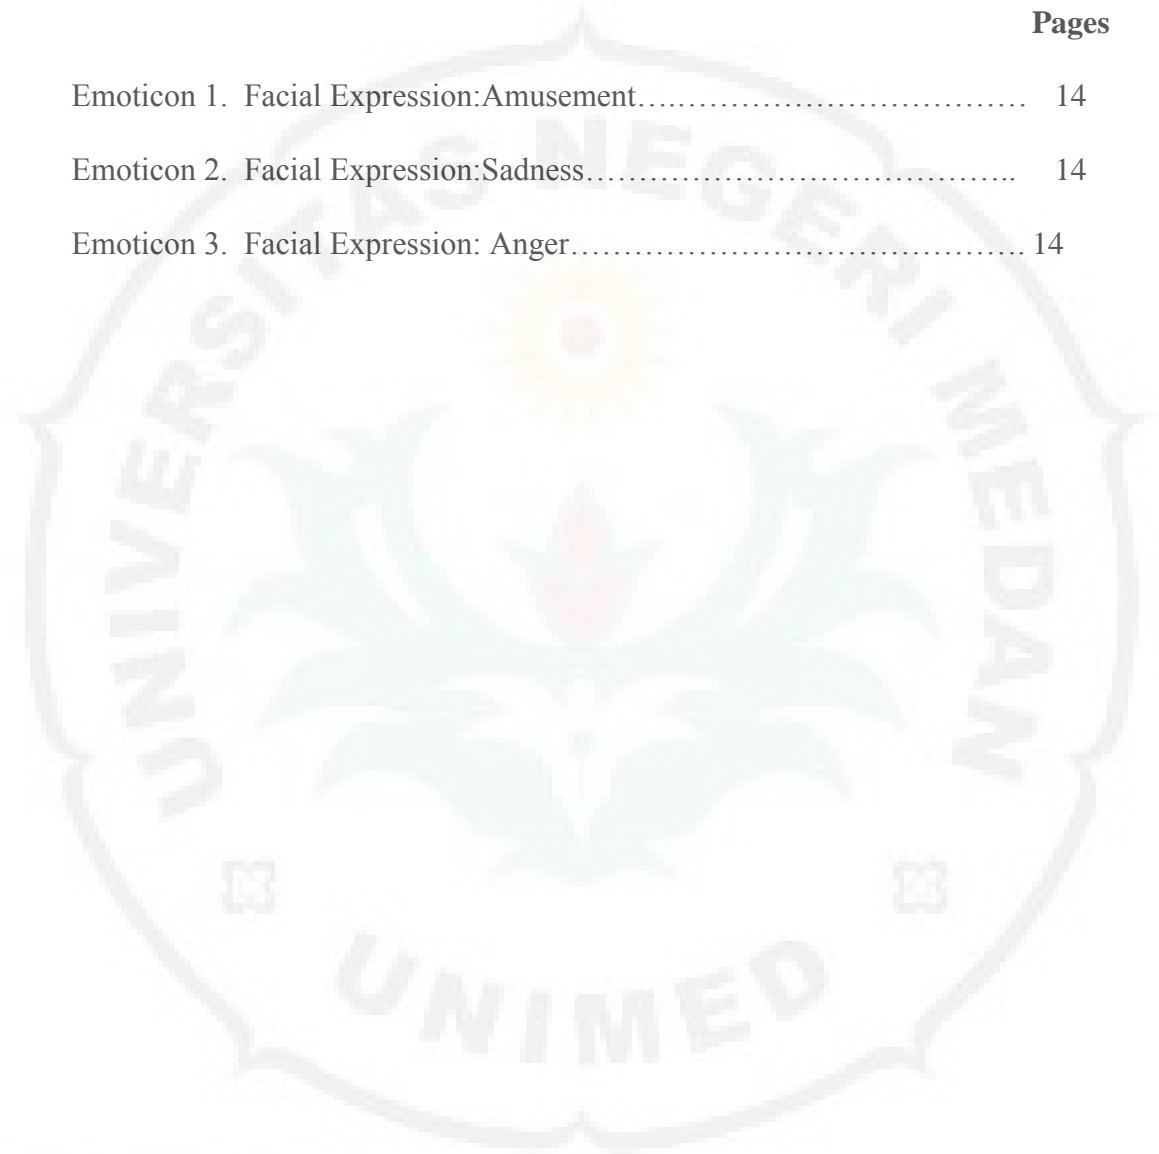 Pages
Emoticon 1. Facial Expression:Amusement….……………………………… 14
Emoticon 2. Facial Expression:Sadness………………………………….. 14
Emoticon 3. Facial Expression: Anger……………………………………. 14
UNIVERSITAS NEGERI MEDAN
UNIMED